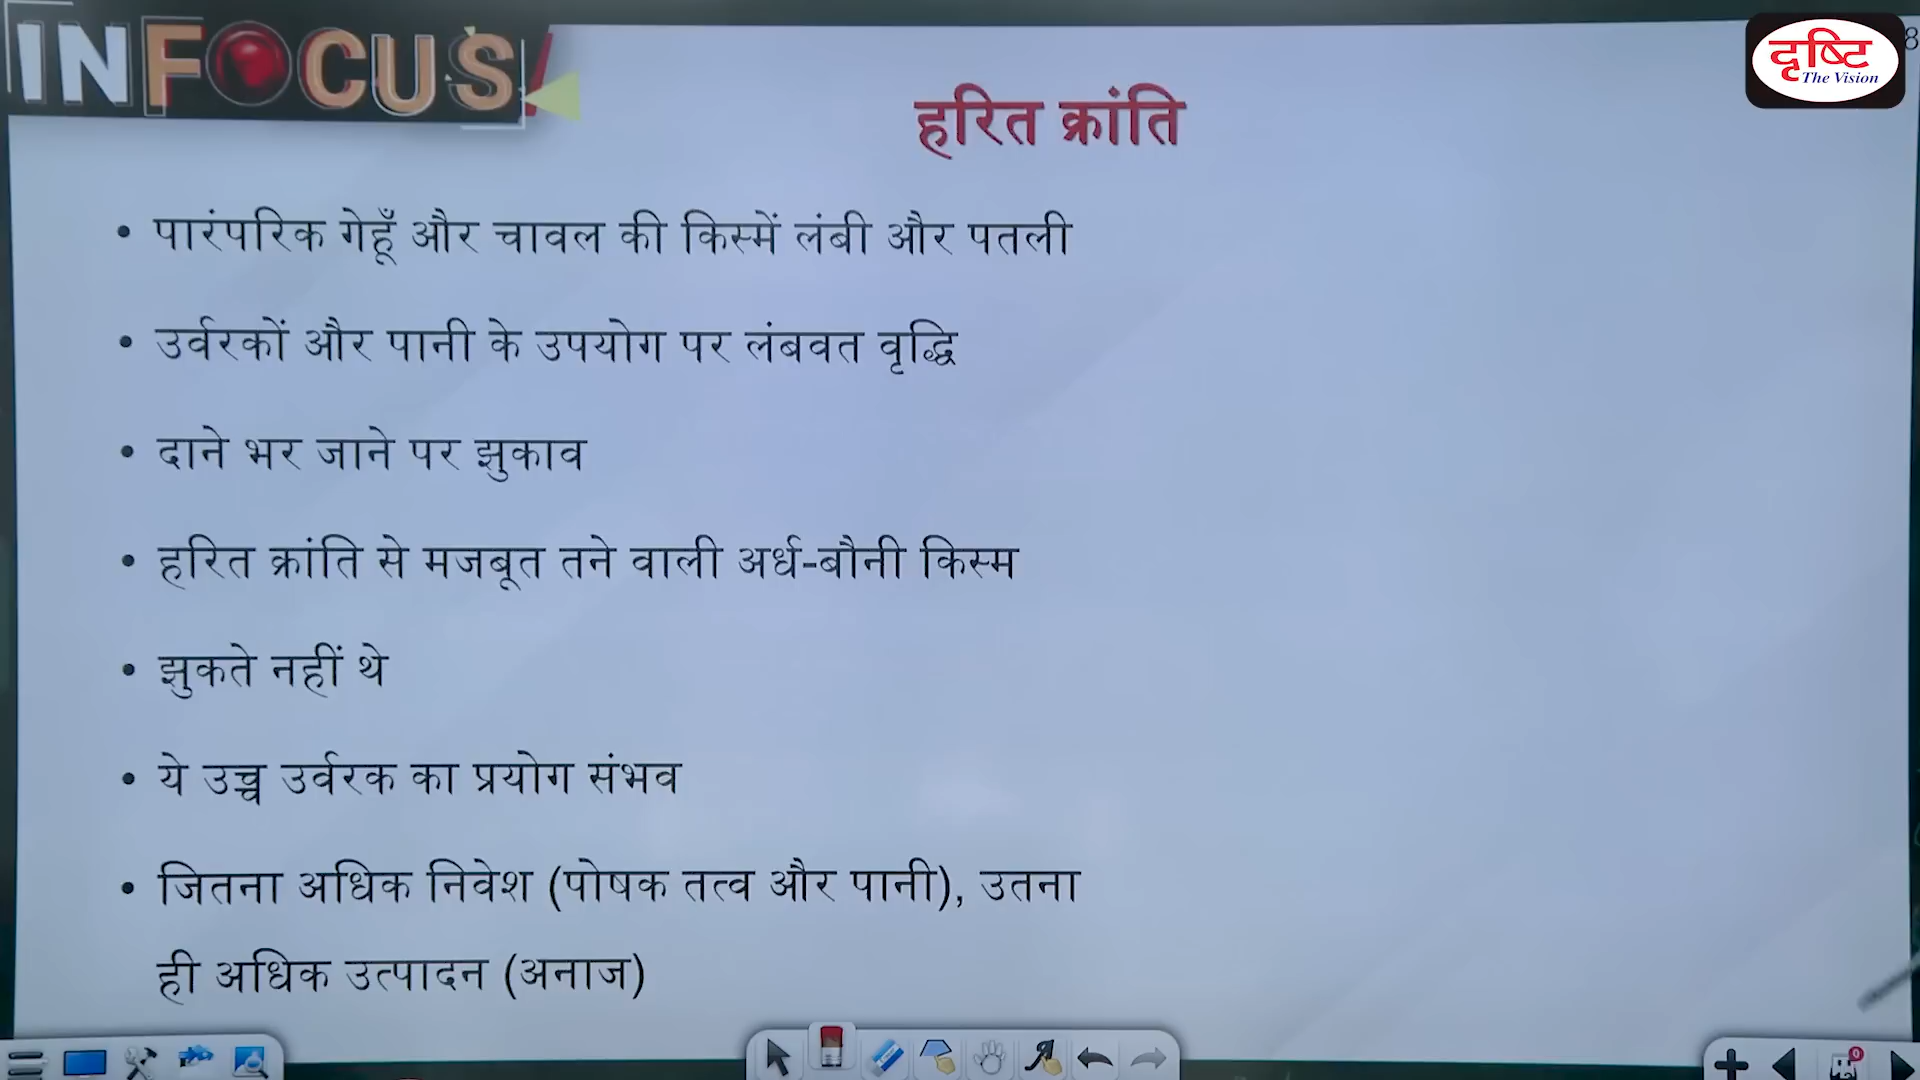 INFOCUS
दृष्टि
The Vision
8
हरित क्रांति
• पारंपरिक गेहूँ और चावल की किस्में लंबी और पतली
• उर्वरकों और पानी के उपयोग पर लंबवत वृद्धि
• दाने भर जाने पर झुकाव
• हरित क्रांति से मजबूत तने वाली अर्ध-बौनी किस्म
• झुकते नहीं थे
• ये उच्च उर्वरक का प्रयोग संभव
• जितना अधिक निवेश (पोषक तत्व और पानी), उतना
ही अधिक उत्पादन (अनाज)
0